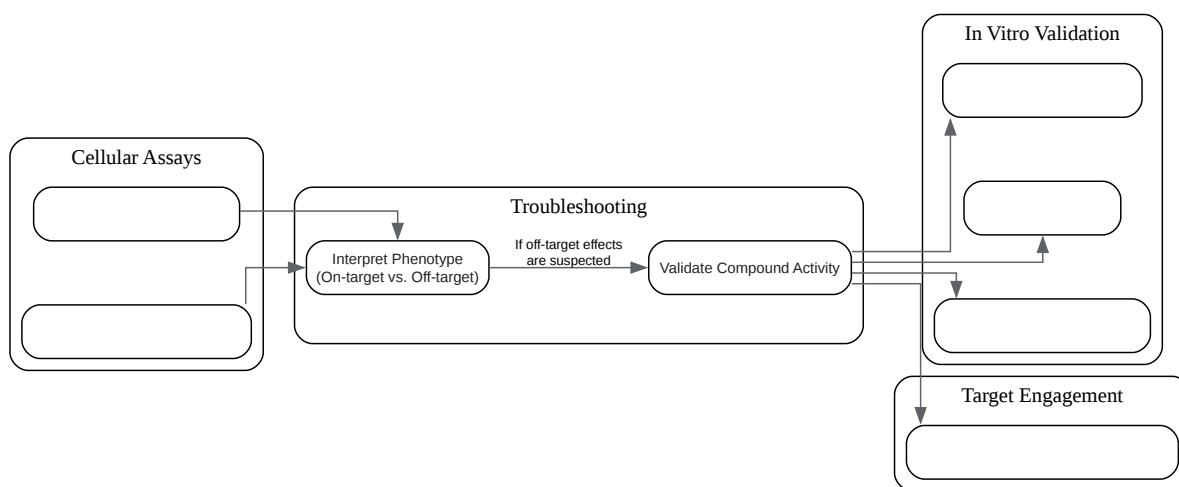 In Vitro Validation
Cellular Assays
Troubleshooting
Interpret Phenotype
(On-target vs. Off-target)
If off-target effects
are suspected
Validate Compound Activity
Target Engagement